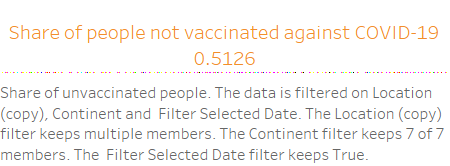 Share of people not vaccinated against COVID-19
0.5126
Share of unvaccinated people. The data is filtered on Location
(copy), Continent and  Filter Selected Date. The Location (copy)
filter keeps multiple members. The Continent filter keeps 7 of 7
members. The  Filter Selected Date filter keeps True.